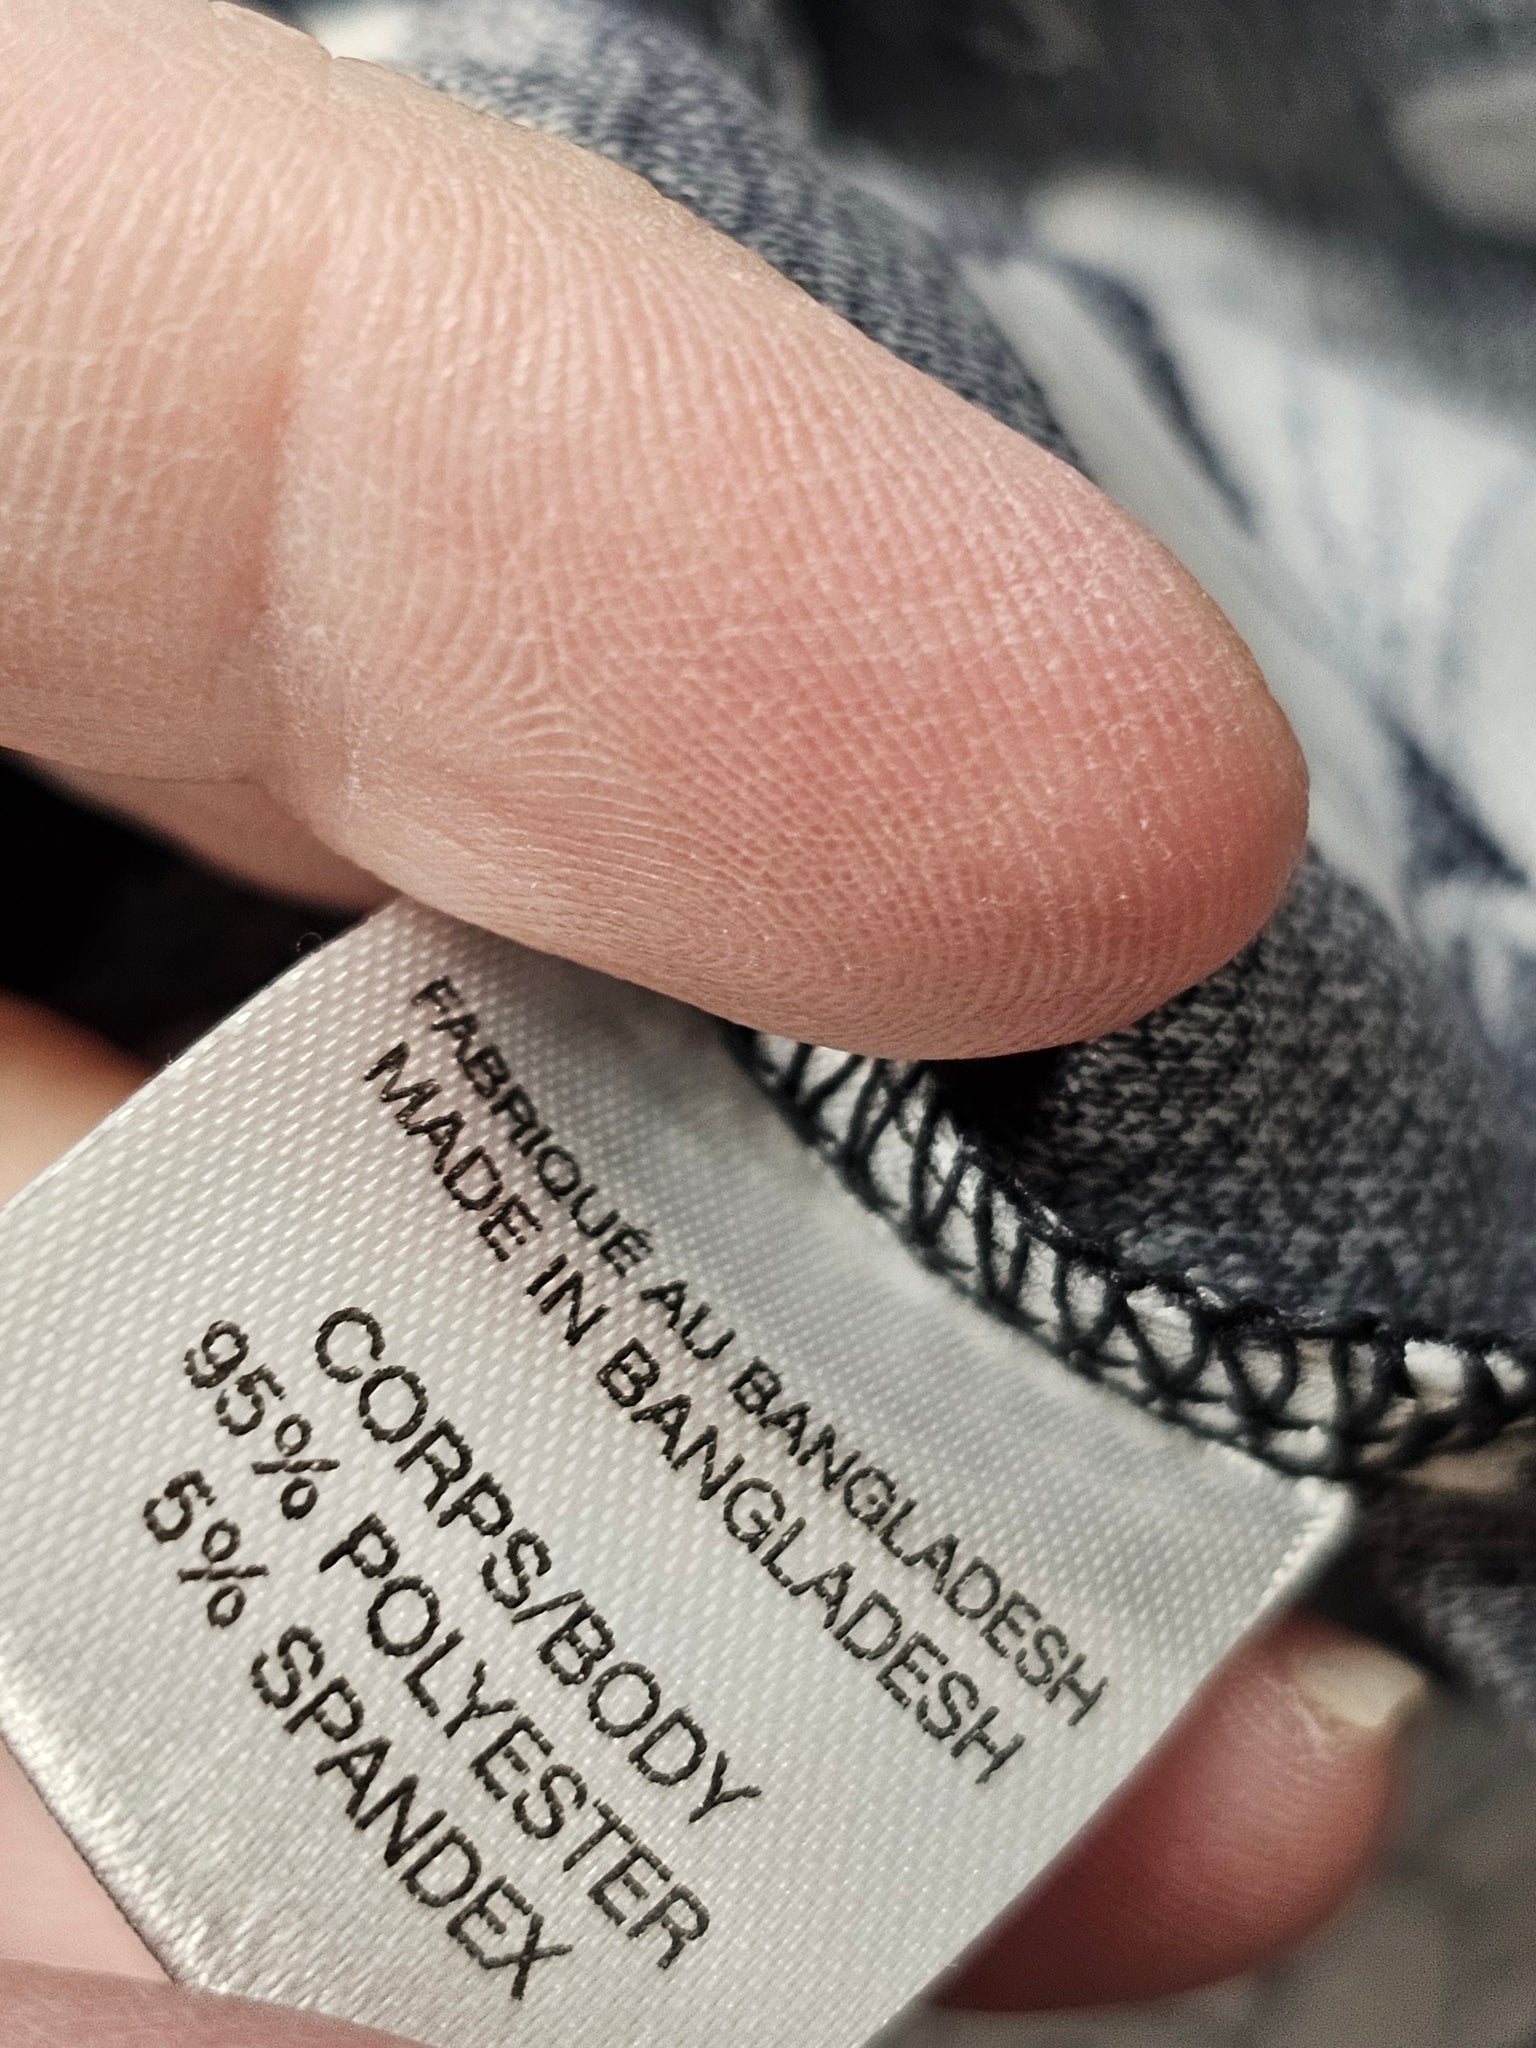 FABRIQUÉ AU BANGLADESH
MADE IN BANGLADESH
CORPS/BODY
95% POLYESTER
5% SPANDEX